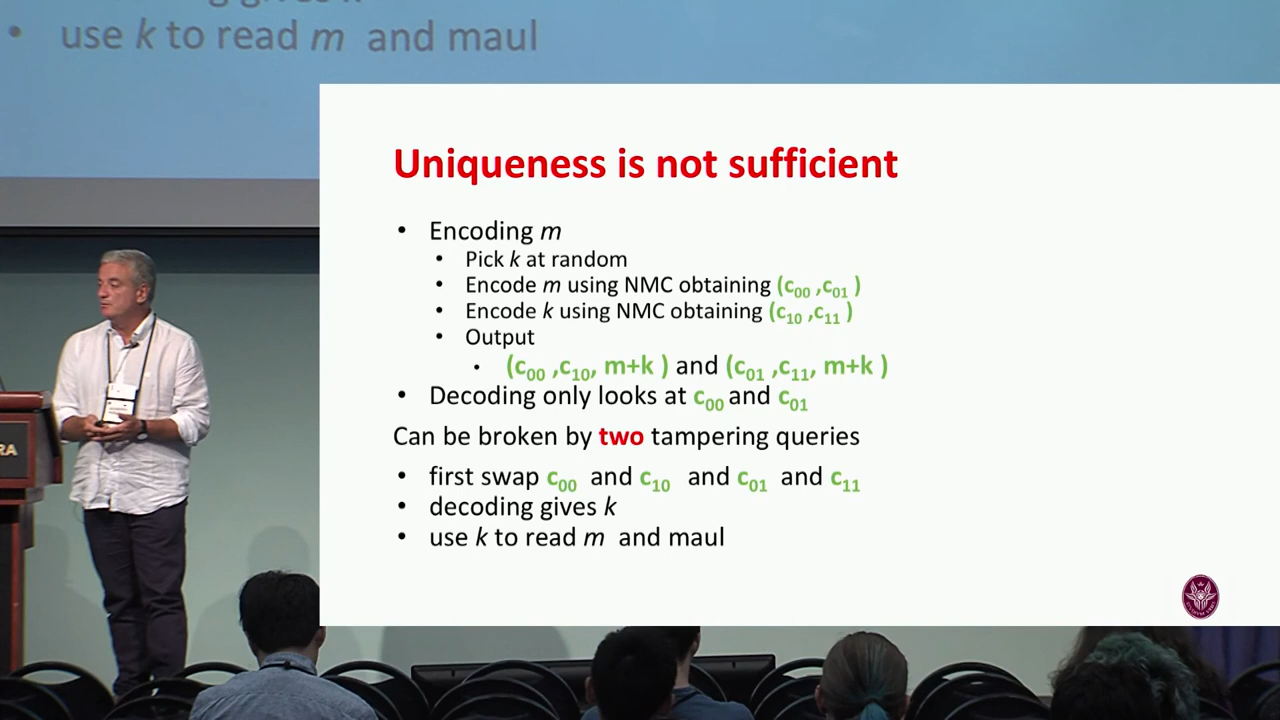 • use k to read m and maul
Uniqueness is not sufficient
• Encoding m
• Pick k at random
• Encode m using NMC obtaining (c00 ,c01 )
• Encode k using NMC obtaining (c10 ,c11 )
• Output
• (c00 ,c10, m+k ) and (c01 ,c11, m+k )
• Decoding only looks at c00 and c01
Can be broken by two tampering queries
• first swap c00 and c10 and c01 and c11
• decoding gives k
• use k to read m and maul
RA